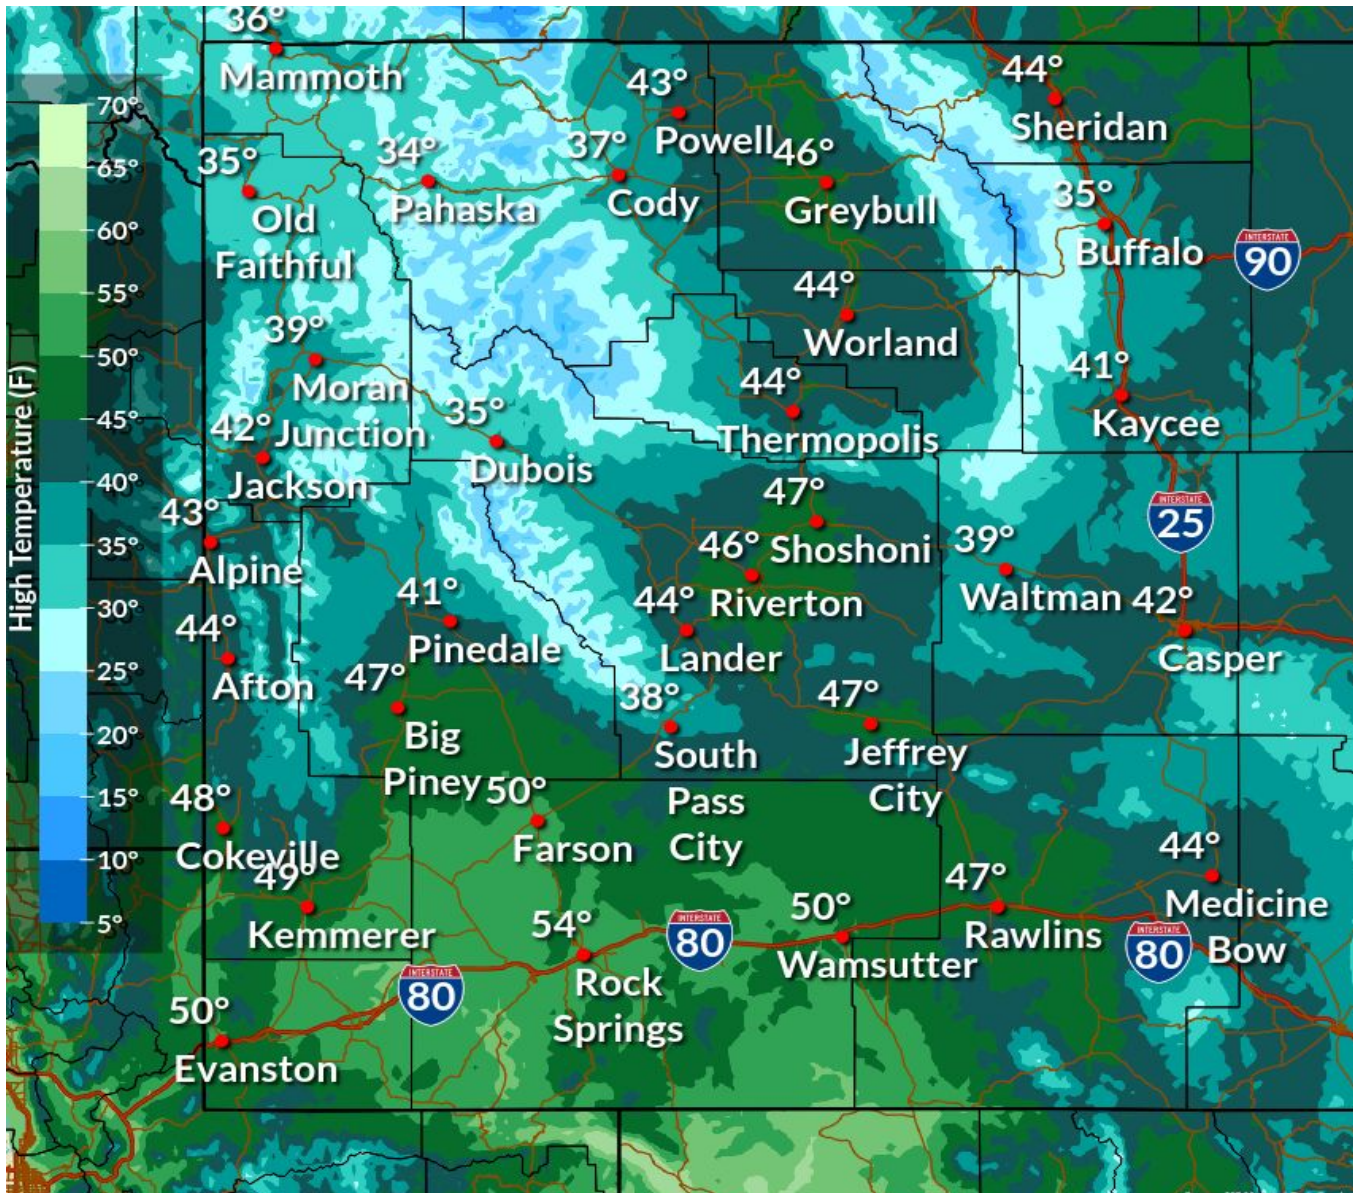 36°
Mammoth
43°
Powell
44°
Sheridan
35°
Old
Faithful
34°
Pahaska
37°
Cody
46°
Greybull
35°
Buffalo
INTERSTATE
90
44°
Worland
39°
Moran
Junction
35°
Dubois
44°
Thermopolis
41°
Kaycee
42°
Jackson
43°
Alpine
47°
Shoshoni
46°
Riverton
39°
Waltman
INTERSTATE
25
42°
Casper
44°
Afton
41°
Pinedale
44°
Lander
47°
Big
Piney
38°
South
Pass
City
47°
Jeffrey
City
48°
Cokeville
50°
Farson
49°
Kemmerer
54°
Rock
Springs
INTERSTATE
80
50°
Wamsutter
47°
Rawlins
44°
Medicine
Bow
INTERSTATE
80
INTERSTATE
80
50°
Evanston
High Temperature (F)
70°
65°
60°
55°
50°
45°
40°
35°
30°
25°
20°
15°
10°
5°